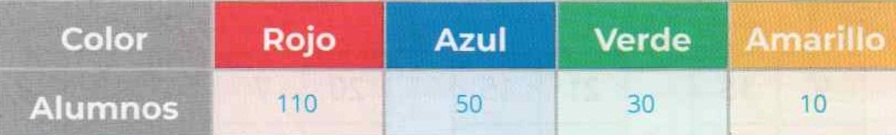 Color Rojo Azul Verde Amarillo
Alumnos 110 50 30 10